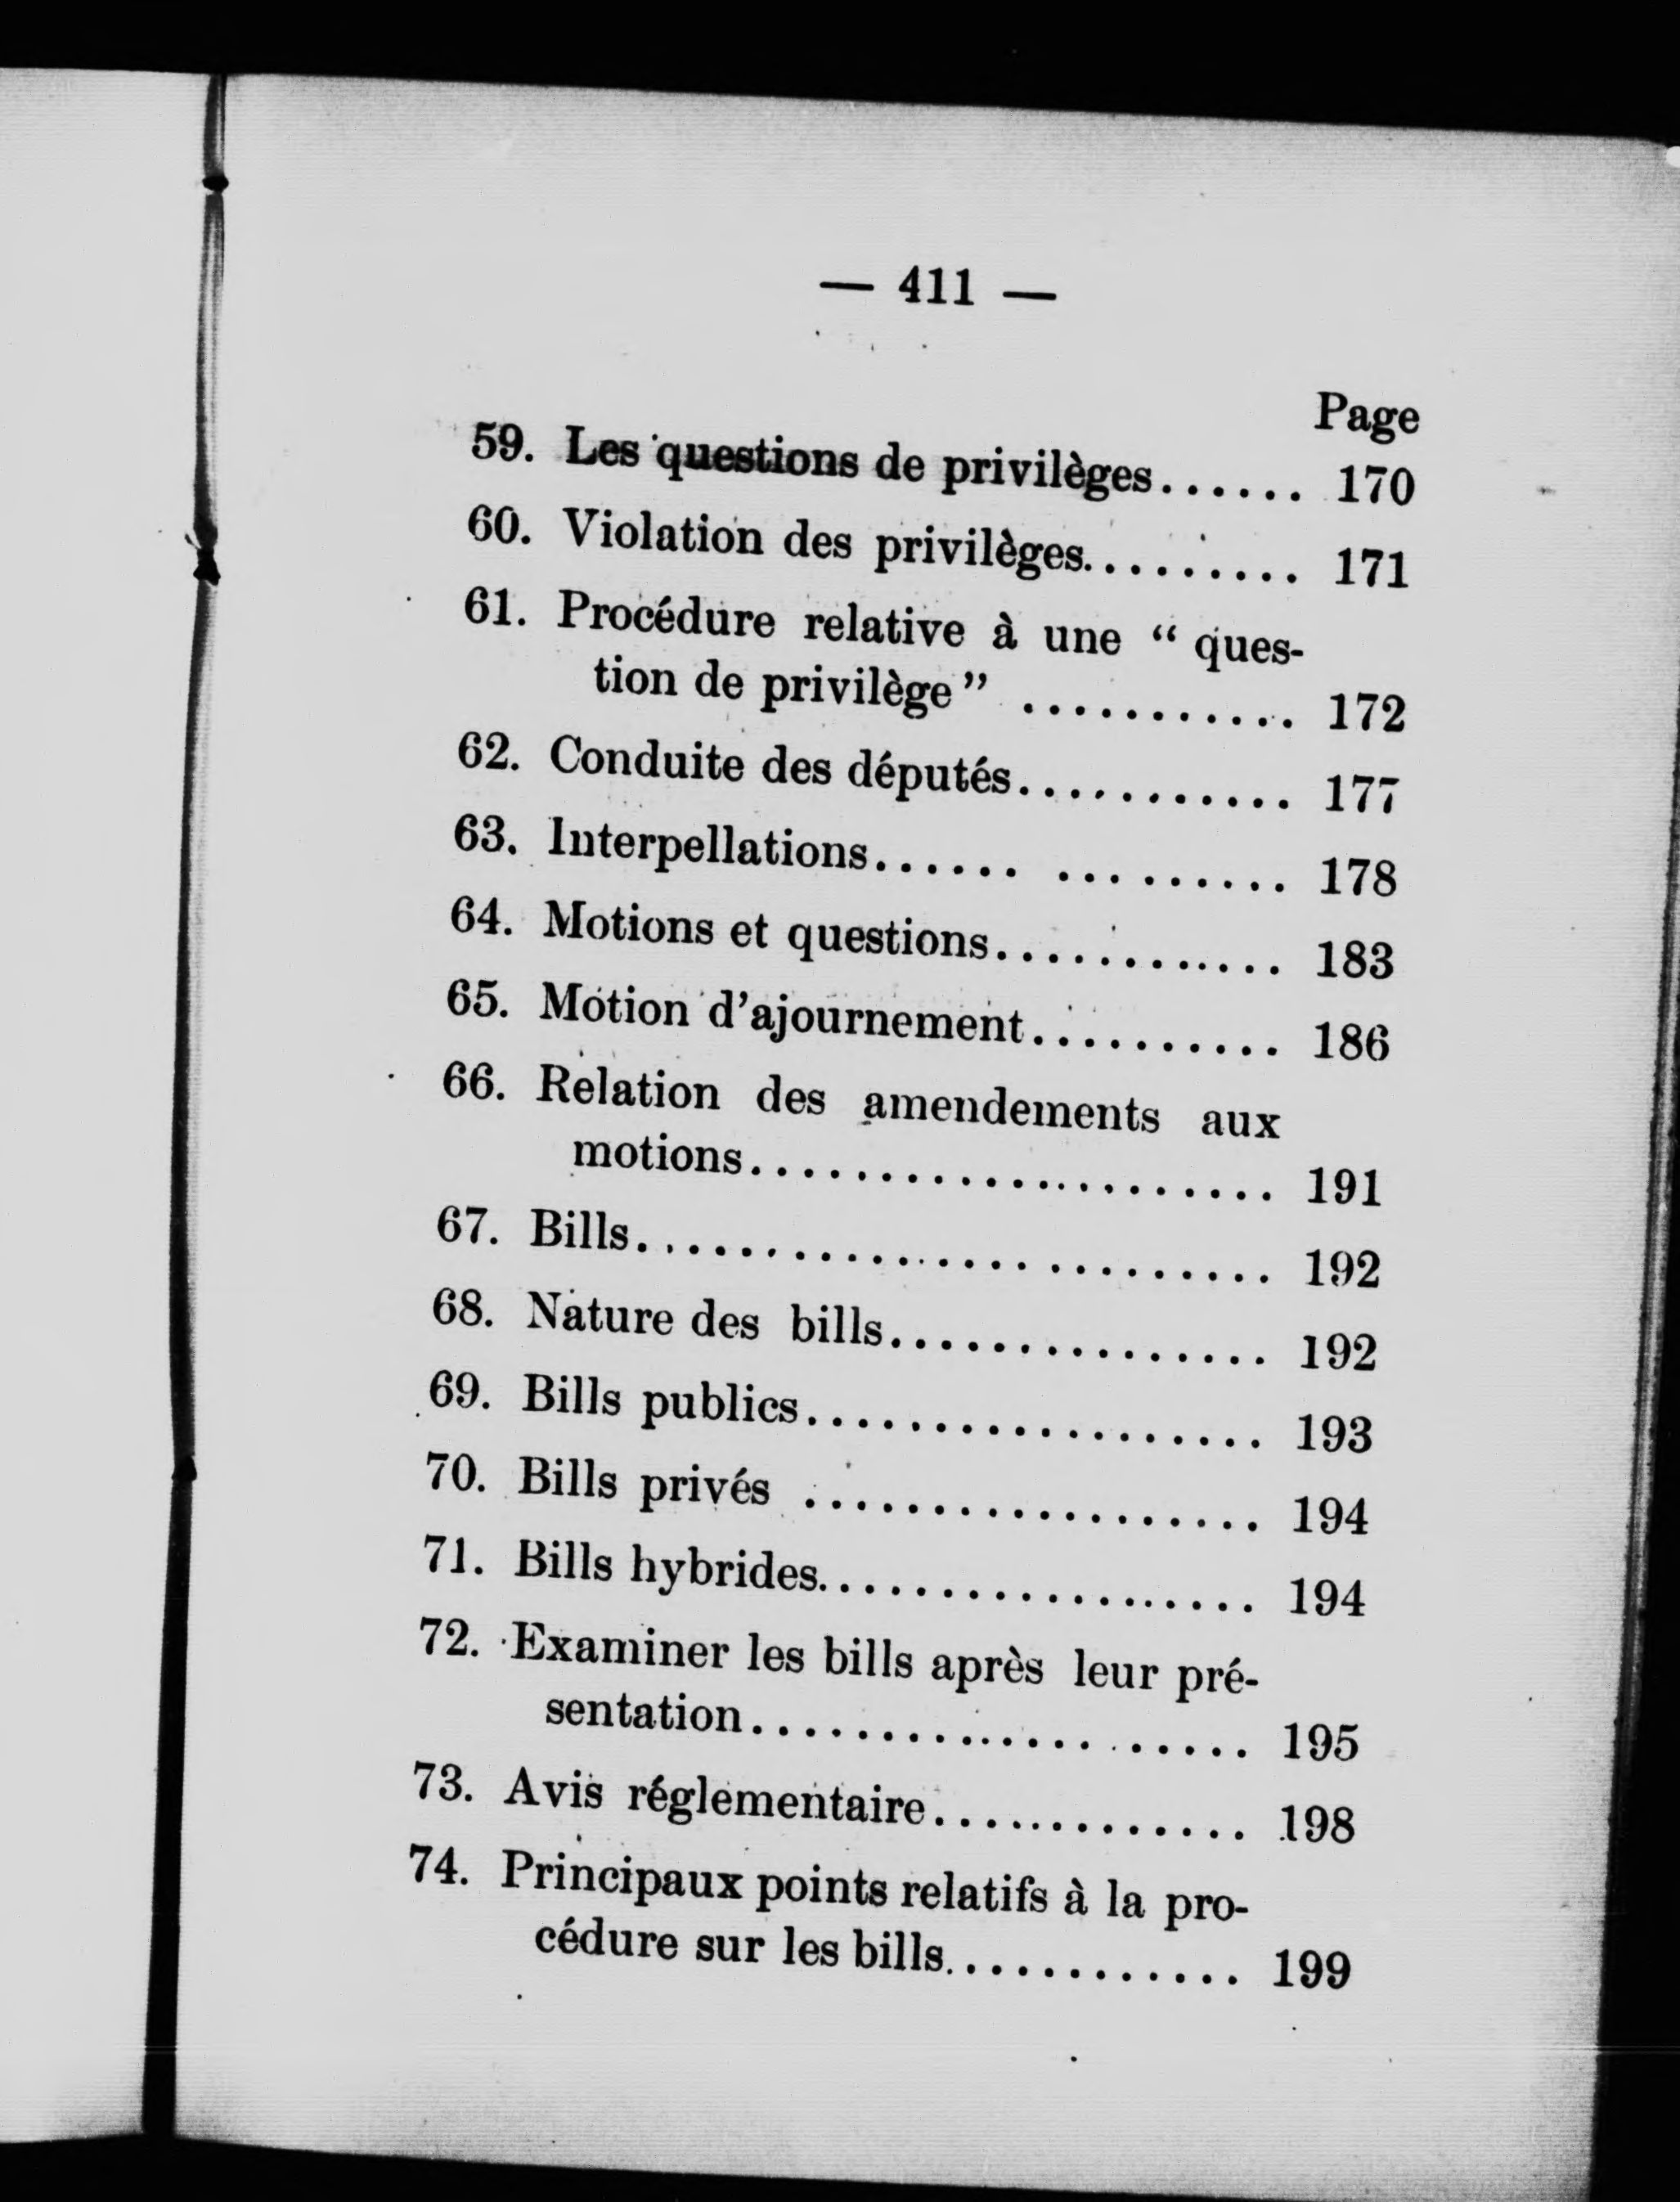 — 411 —
Page
59. Les questions de privilèges...... 170
60. Violation des privilèges......... 171
61. Procédure relative à une “ ques-
tion de privilège” ........... 172
62. Conduite des députés........... 177
63. Interpellations...... ... ...... 178
64. Motions et questions............ 183
65. Motion d’ajournement.......... 186
66. Relation des amendements aux
motions..................... 191
67. Bills......................... 192
68. Nature des bills............... 192
69. Bills publics.................. 193
70. Bills privés .................. 194
71. Bills hybrides................. 194
72. Examiner les bills après leur pré-
sentation.................... 195
73. Avis réglementaire............. 198
74. Principaux points relatifs à la pro-
cédure sur les bills............ 199